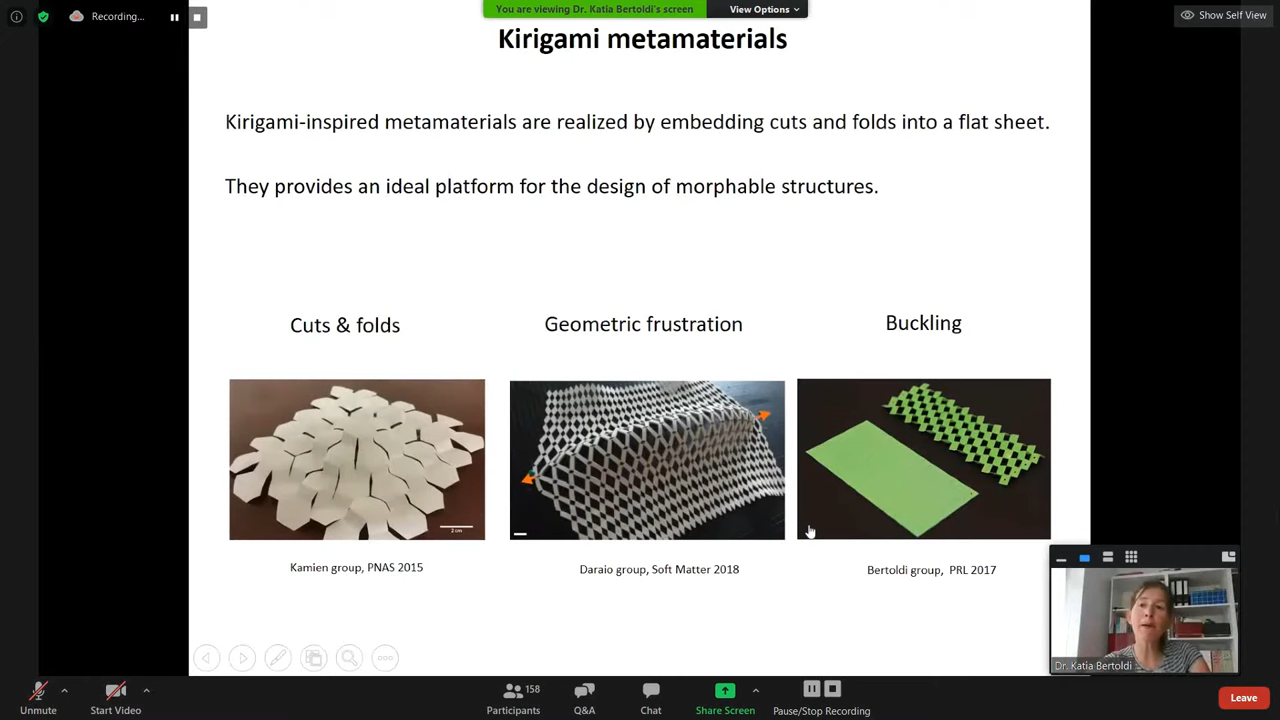 Recording...
You are viewing Dr. Katia Bertoldi's screen
View Options
Show Self View
Kirigami metamaterials
Kirigami-inspired metamaterials are realized by embedding cuts and folds into a flat sheet.
They provides an ideal platform for the design of morphable structures.
Cuts & folds
Geometric frustration
Buckling
2 cm
Kamien group, PNAS 2015
Daraio group, Soft Matter 2018
Bertoldi group, PRL 2017
Dr. Katia Bertoldi
Unmute
Start Video
158
Participants
Q&A
Chat
Share Screen
Pause/Stop Recording
Leave